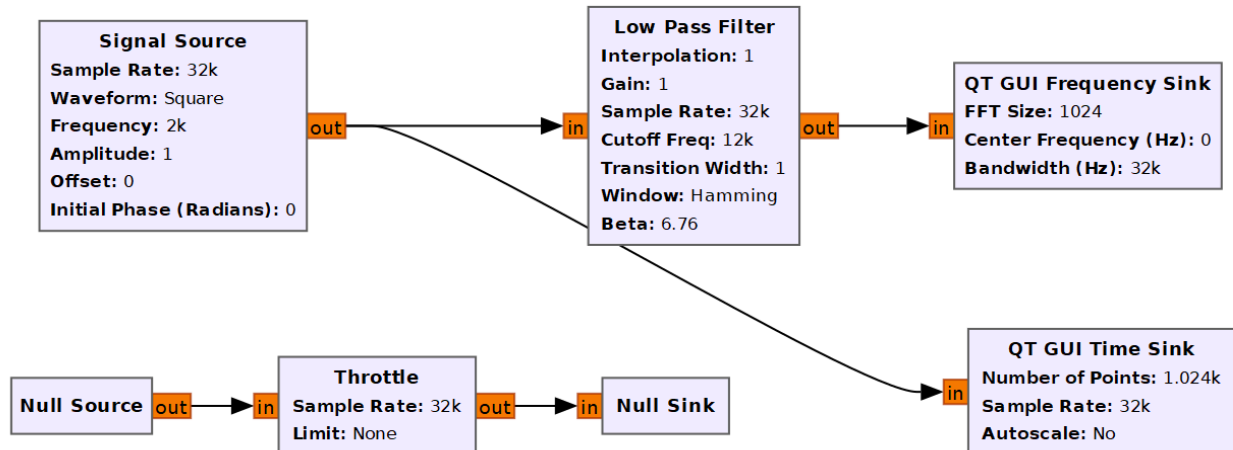 Signal Source
Sample Rate: 32k
Waveform: Square
Frequency: 2k
Amplitude: 1
Offset: 0
Initial Phase (Radians): 0
out
in
Low Pass Filter
Interpolation: 1
Gain: 1
Sample Rate: 32k
Cutoff Freq: 12k
Transition Width: 1
Window: Hamming
Beta: 6.76
out
in
QT GUI Frequency Sink
FFT Size: 1024
Center Frequency (Hz): 0
Bandwidth (Hz): 32k
Null Source
out
in
Throttle
Sample Rate: 32k
Limit: None
out
in
Null Sink
in
QT GUI Time Sink
Number of Points: 1.024k
Sample Rate: 32k
Autoscale: No